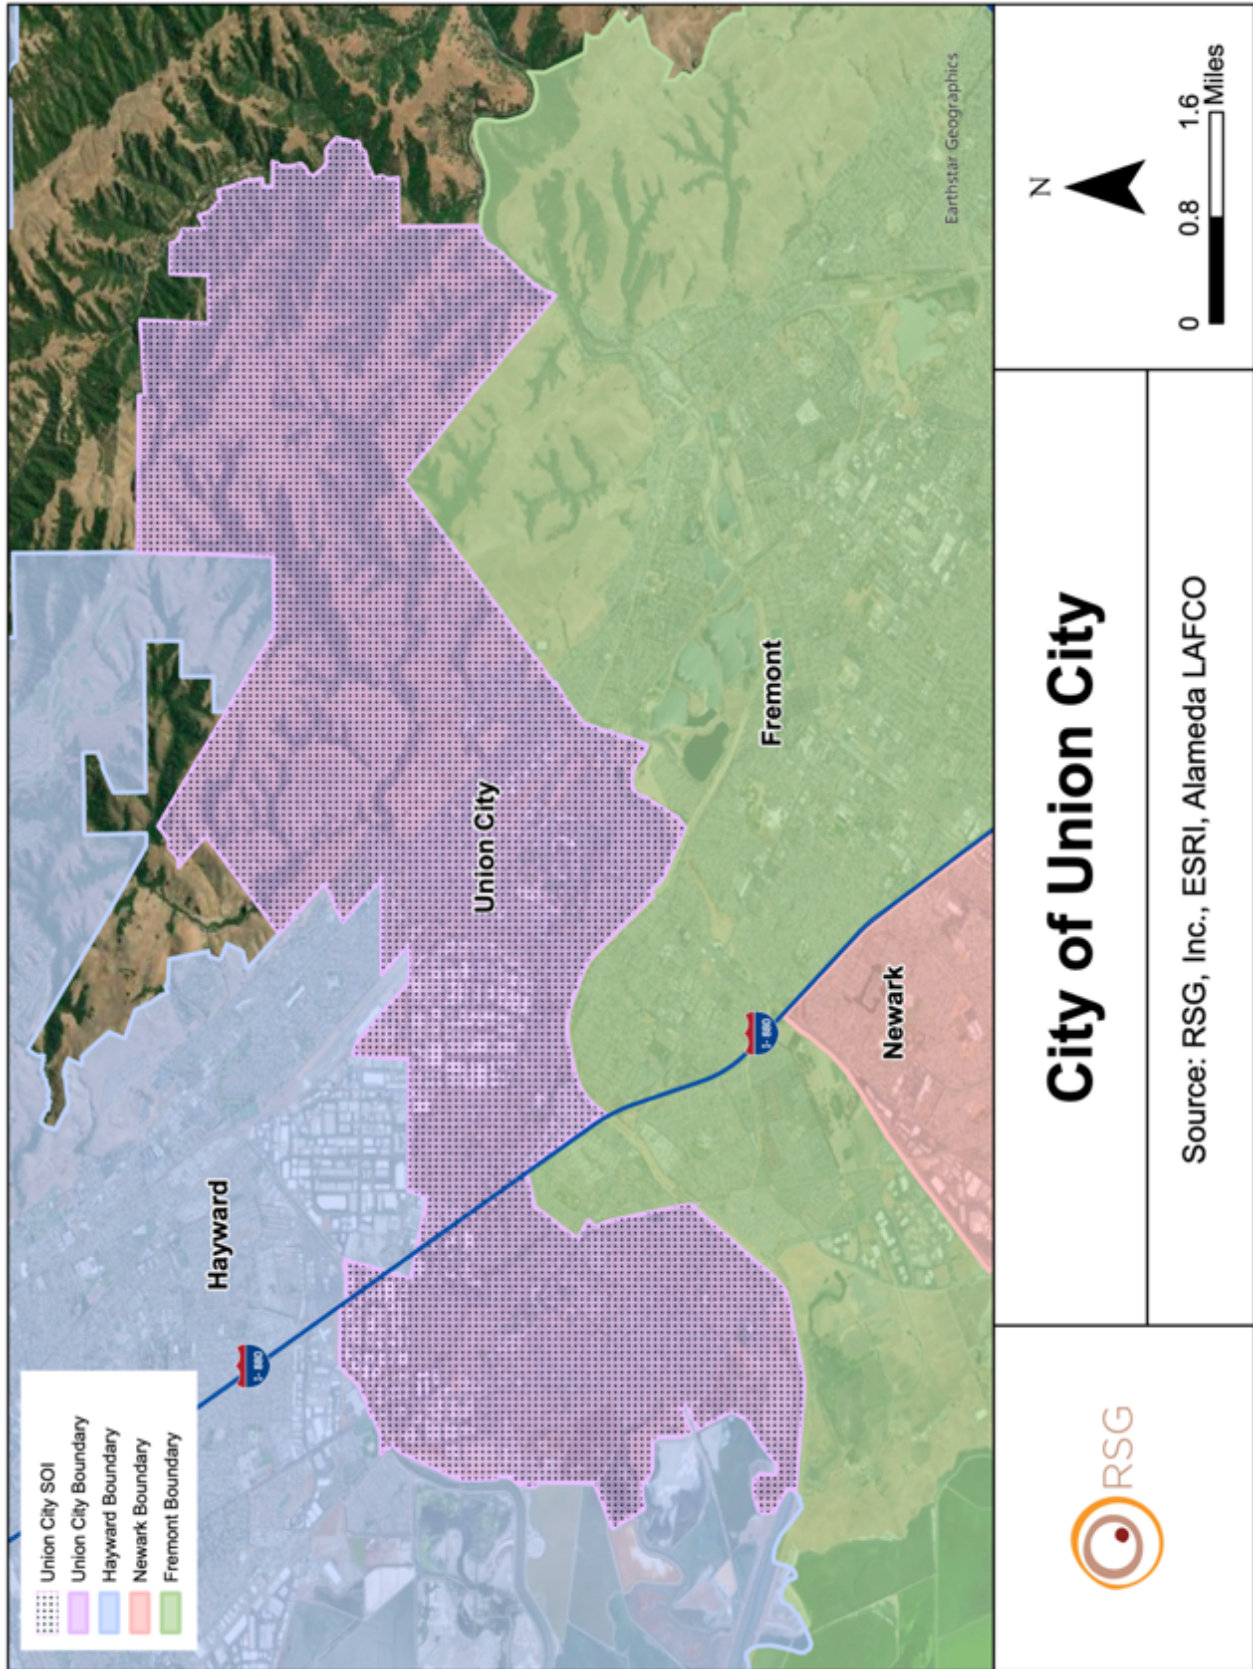 Union City SOI
Union City Boundary
Hayward Boundary
Newark Boundary
Fremont Boundary
I-880
Hayward
Union City
I-880
Fremont
Newark
Earthstar Geographics
RSG
City of Union City
Source: RSG, Inc., ESRI, Alameda LAFCO
N
0 0.8 1.6
Miles